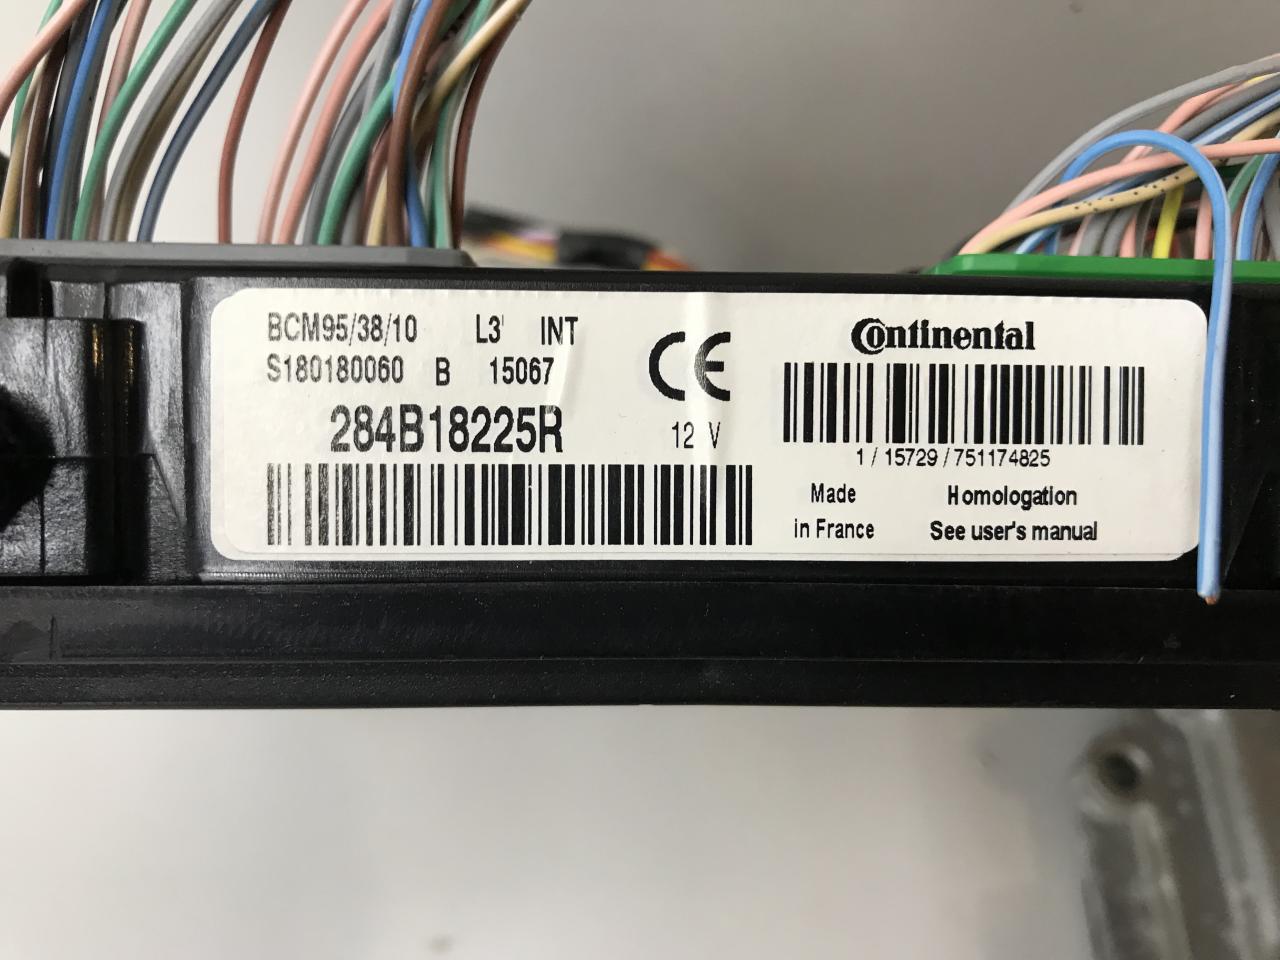 BCM95/38/10 L3 INT
S180180060 B 15067
284B18225R
CE
12 V
Continental
1 / 15729 / 751174825
Made
in France
Homologation
See user's manual